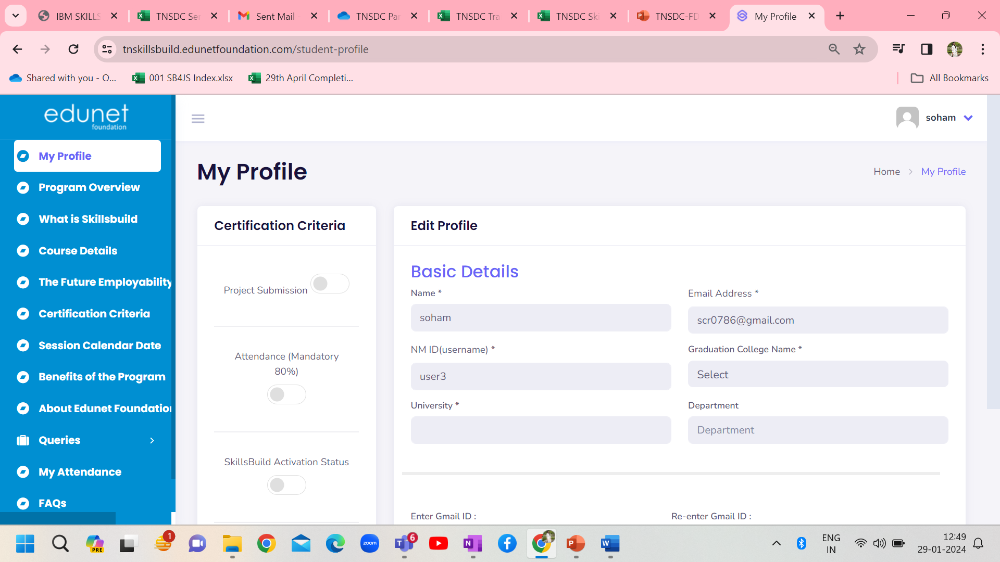 IBM SKILLS
TNSDC Ser
Sent Mail -
TNSDC Par
TNSDC Tra
TNSDC Ski
TNSDC-FD
My Profile
tnskillsbuild.edunetfoundation.com/student-profile
Shared with you - O...
001 SB4JS Index.xlsx
29th April Completi...
All Bookmarks
edunet
foundation
soham
My Profile
Program Overview
What is Skillsbuild
Course Details
The Future Employability
Certification Criteria
Session Calendar Date
Benefits of the Program
About Edunet Foundation
Queries
My Attendance
FAQs
My Profile
Home > My Profile
Certification Criteria
Project Submission
Attendance (Mandatory
80%)
SkillsBuild Activation Status
Edit Profile
Basic Details
Name *
soham
Email Address *
scr0786@gmail.com
NM ID(username) *
user3
Graduation College Name *
Select
University *
Department
Department
Enter Gmail ID :
Re-enter Gmail ID :
PRE
1
zoom
6
ENG
IN
12:49
29-01-2024